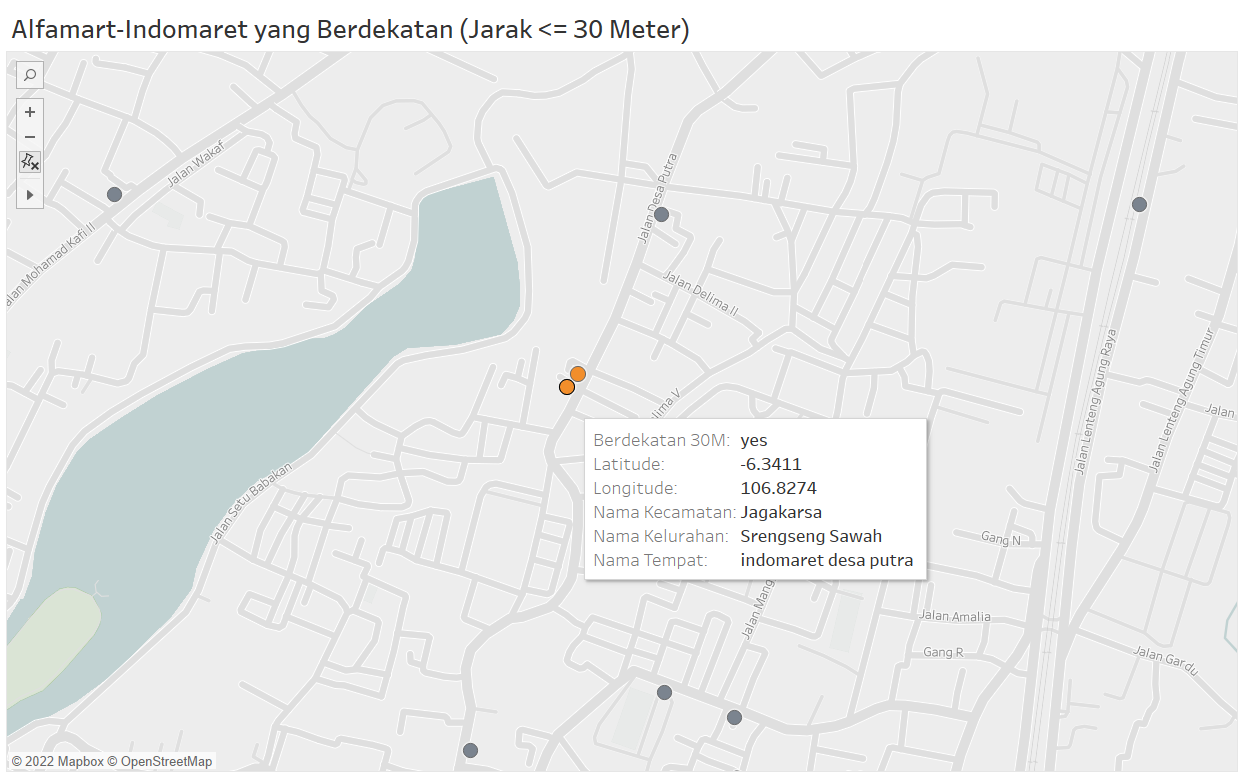 Alfamart-Indomaret yang Berdekatan (Jarak <= 30 Meter)
Jalan Wakaf
Jalan Mohamad Kafi II
Jalan Desa Putra
Jalan Delima II
Jalan Lenteng Agung Raya
Jalan Lenteng Agung Timur
Jalan
elima V
Berdekatan 30M: yes
Latitude: -6.3411
Longitude: 106.8274
Nama Kecamatan: Jagakarsa
Nama Kelurahan: Srengseng Sawah
Nama Tempat: indomaret desa putra
Jalan Setu Babakan
Gang N
Jalan Mang
Jalan Amalia
Gang R
Jalan Gardu
© 2022 Mapbox © OpenStreetMap